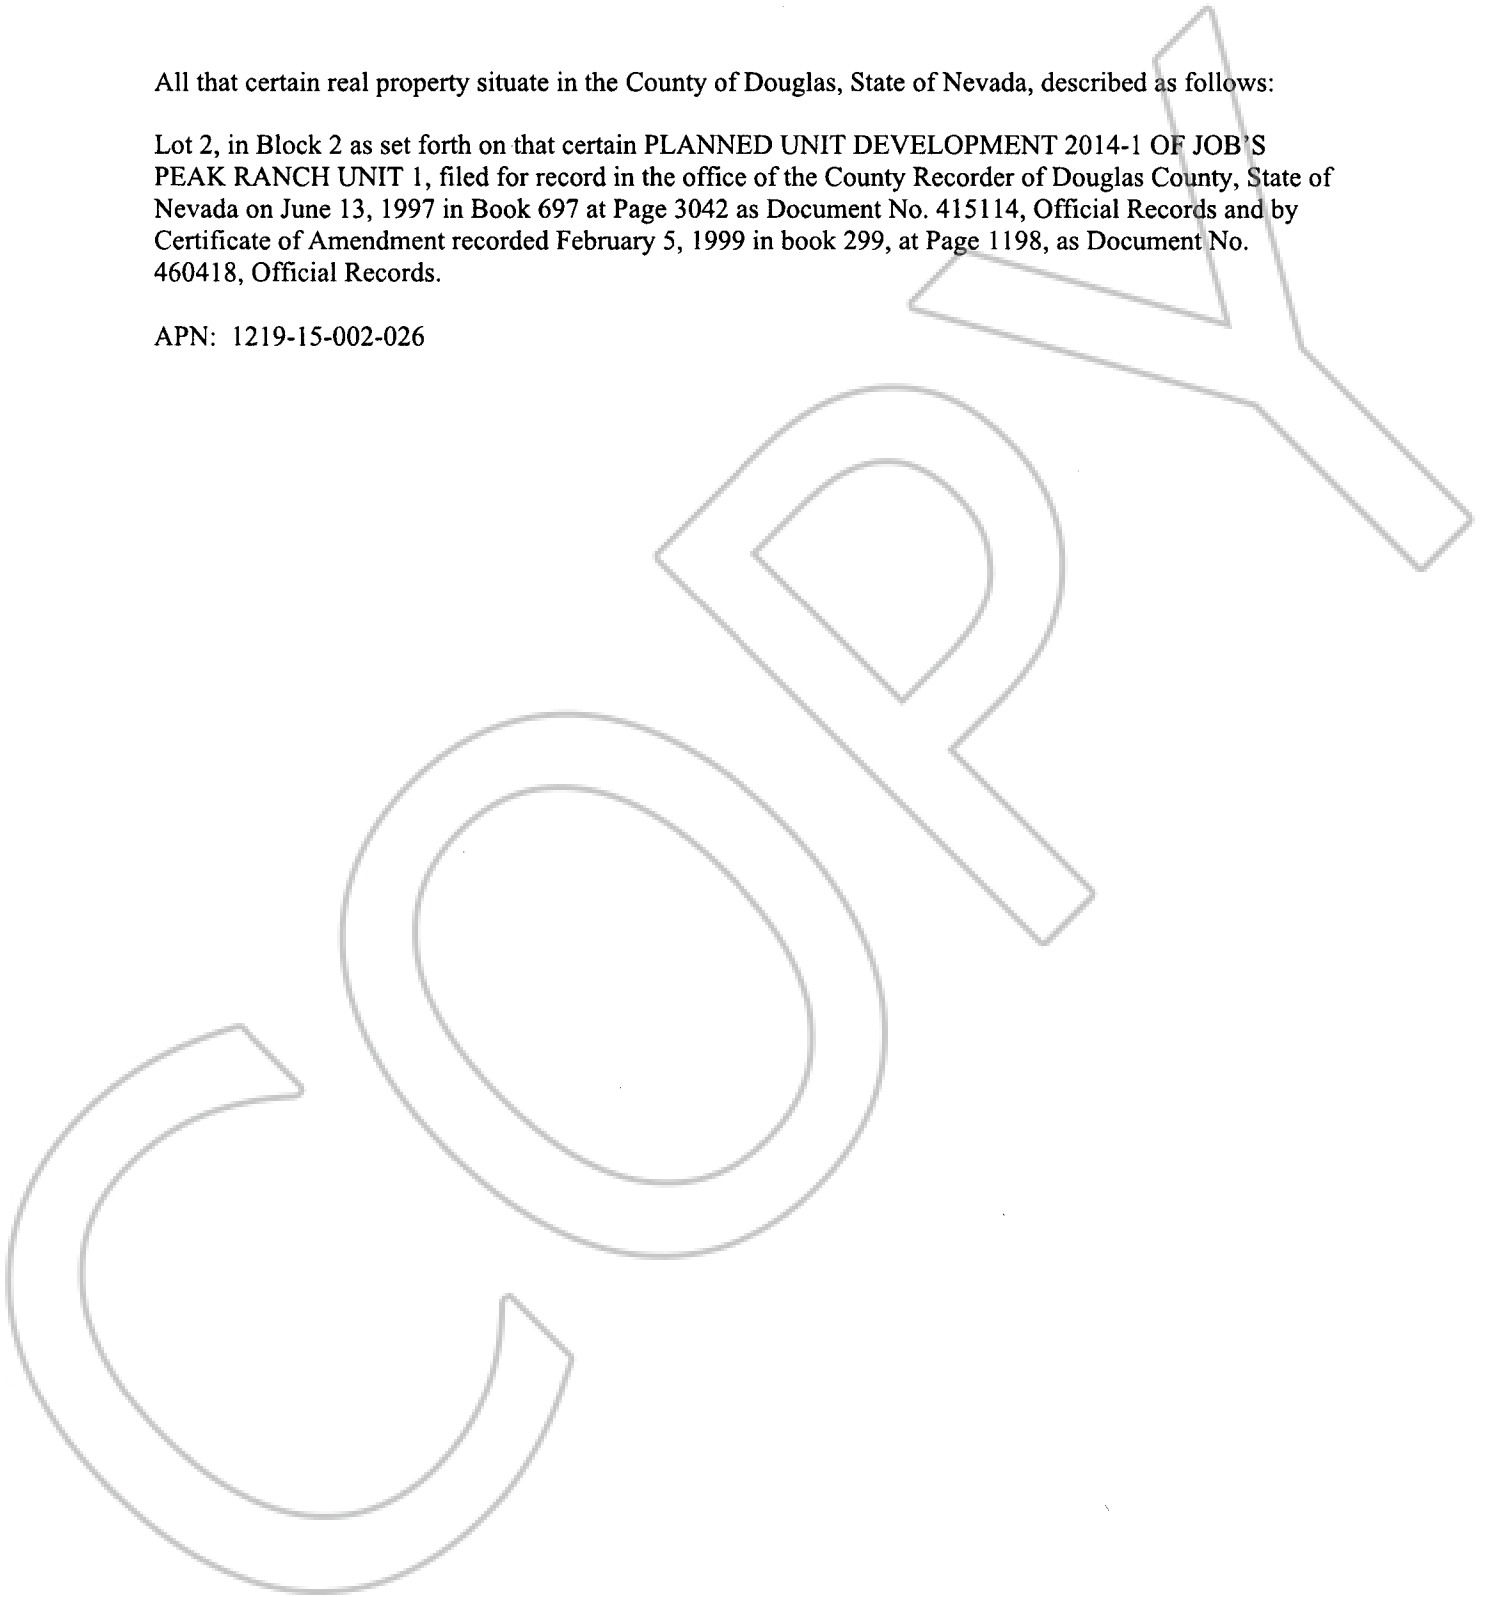 All that certain real property situate in the County of Douglas, State of Nevada, described as follows:
Lot 2, in Block 2 as set forth on that certain PLANNED UNIT DEVELOPMENT 2014-1 OF JOB'S
PEAK RANCH UNIT 1, filed for record in the office of the County Recorder of Douglas County, State of
Nevada on June 13, 1997 in Book 697 at Page 3042 as Document No. 415114, Official Records and by
Certificate of Amendment recorded February 5, 1999 in book 299, at Page 1198, as Document No.
460418, Official Records.
APN: 1219-15-002-026
COPY